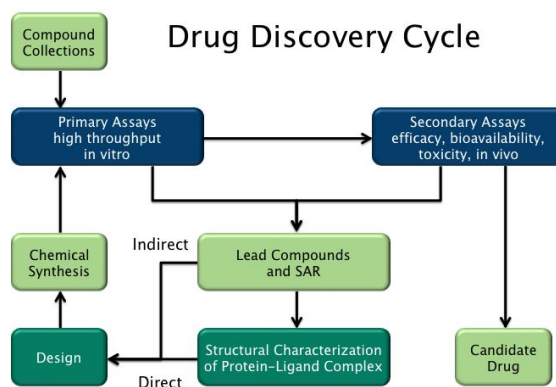 Drug Discovery Cycle
Compound
Collections
Primary Assays
high throughput
in vitro
Secondary Assays
efficacy, bioavailability,
toxicity, in vivo
Chemical
Synthesis
Indirect
Lead Compounds
and SAR
Design
Direct
Structural Characterization
of Protein-Ligand Complex
Candidate
Drug